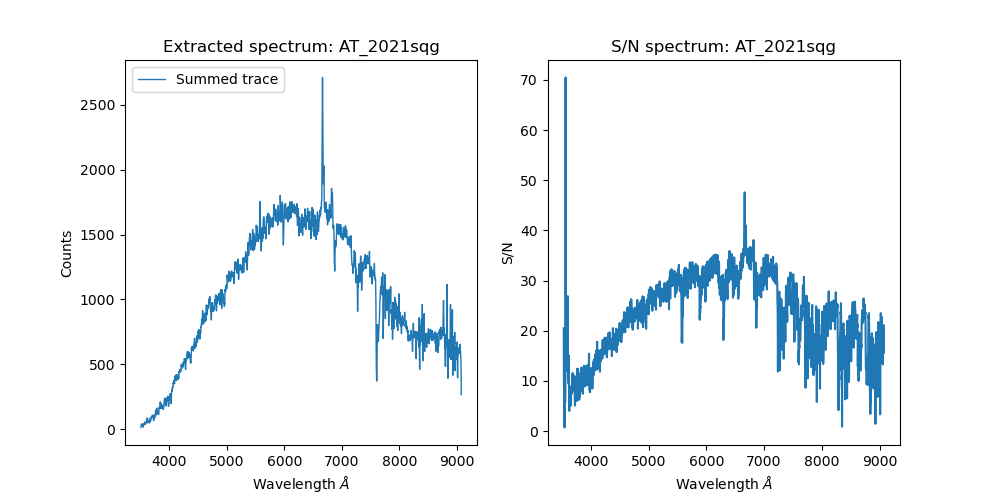 Extracted spectrum: AT_2021sqg
Summed trace
Counts
2500
2000
1500
1000
500
0
4000 5000 6000 7000 8000 9000
Wavelength Å
S/N spectrum: AT_2021sqg
S/N
70
60
50
40
30
20
10
0
4000 5000 6000 7000 8000 9000
Wavelength Å